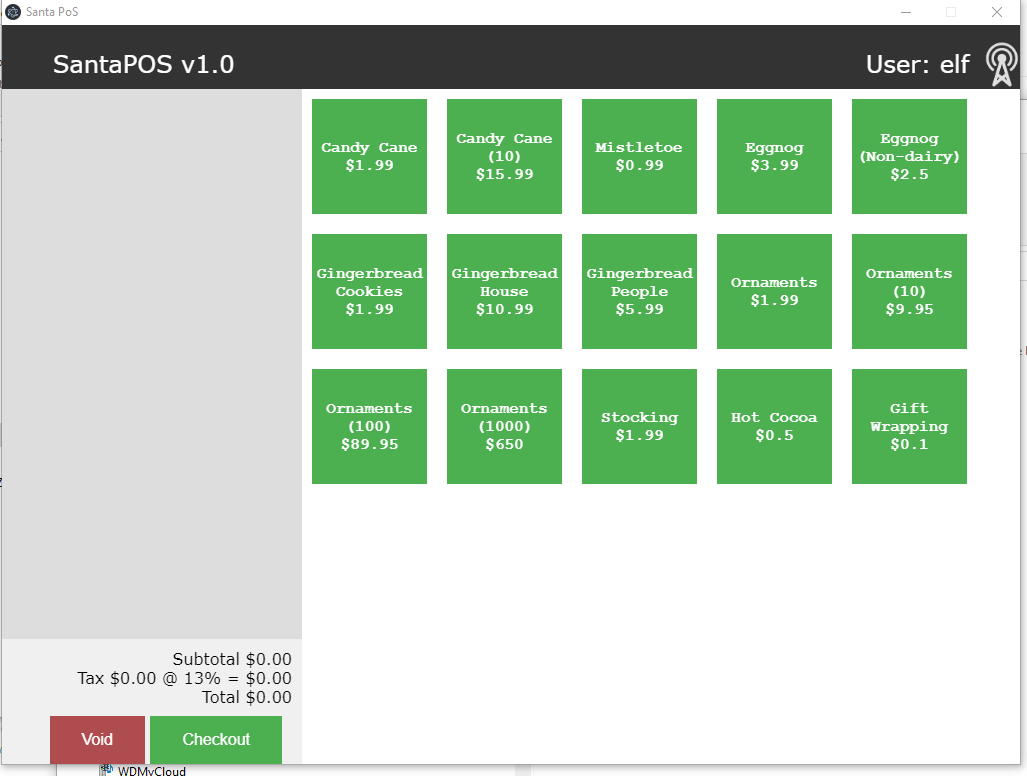 Santa PoS
SantaPOS v1.0
User: elf
Candy Cane
$1.99
Candy Cane
(10)
$15.99
Mistletoe
$0.99
Eggnog
$3.99
Eggnog
(Non-dairy)
$2.5
Gingerbread
Cookies
$1.99
Gingerbread
House
$10.99
Gingerbread
People
$5.99
Ornaments
$1.99
Ornaments
(10)
$9.95
Ornaments
(100)
$89.95
Ornaments
(1000)
$650
Stocking
$1.99
Hot Cocoa
$0.5
Gift
Wrapping
$0.1
Subtotal $0.00
Tax $0.00 @ 13% = $0.00
Total $0.00
Void
Checkout
WDMyCloud